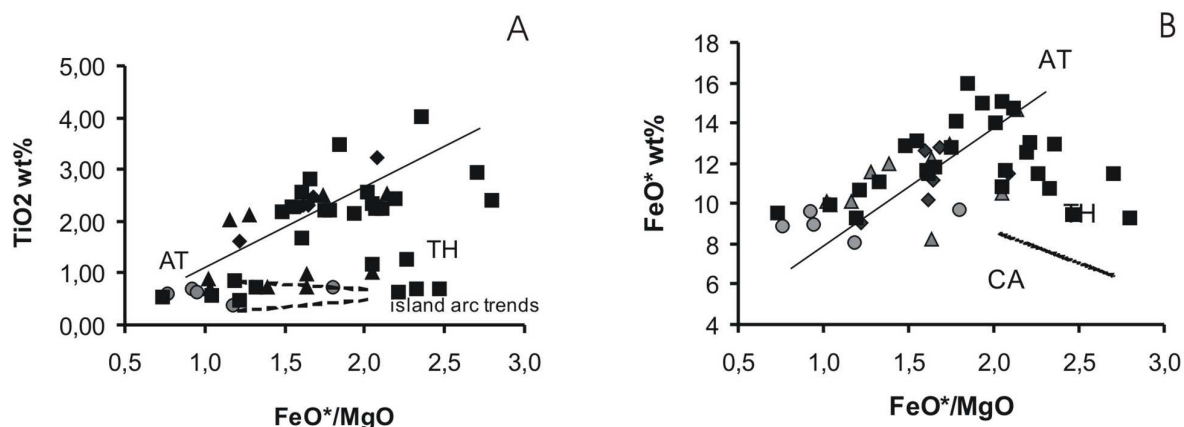 A
TiO2 wt%
5,00
4,00
3,00
2,00
1,00
0,00
AT
TH
island arc trends
0,5 1,0 1,5 2,0 2,5 3,0
FeO*/MgO
B
FeO* wt%
18
16
14
12
10
8
6
4
AT
CA
0,5 1,0 1,5 2,0 2,5 3,0
FeO*/MgO